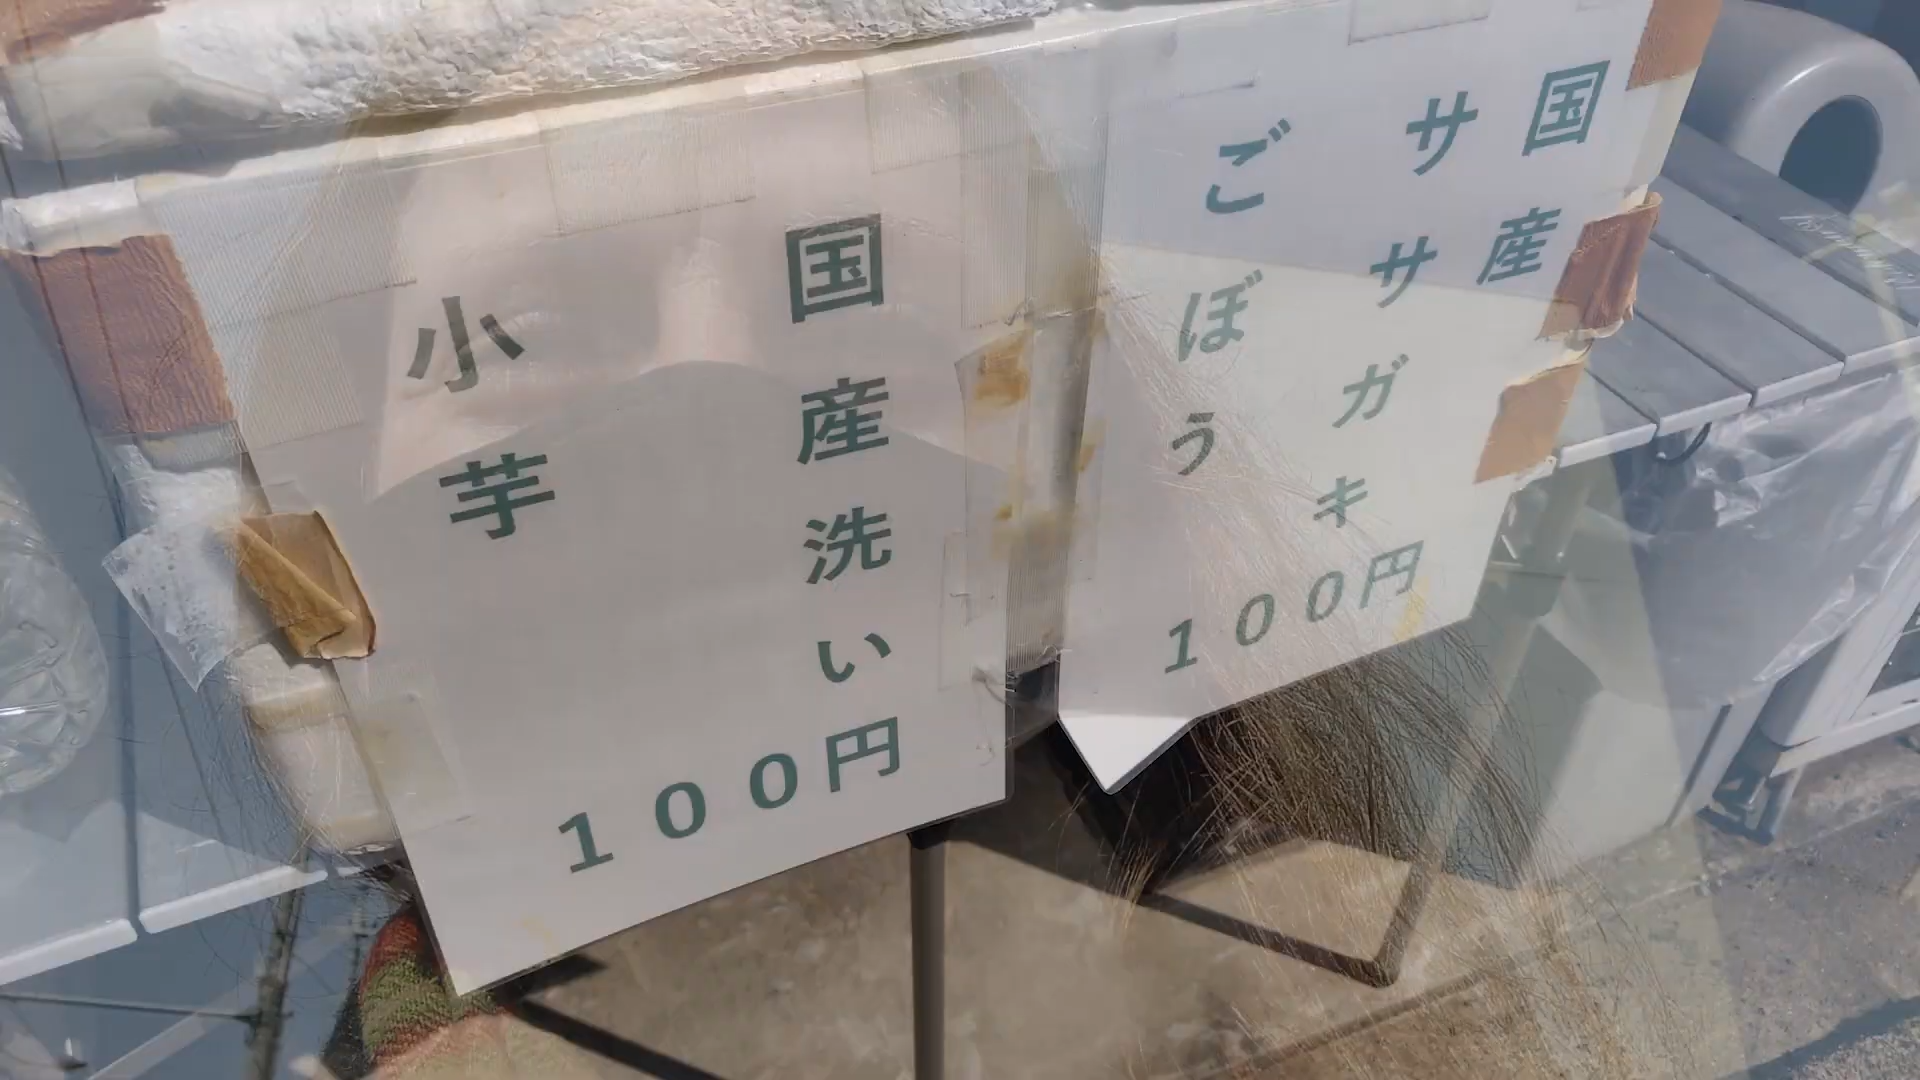 国産
ササガキ
ごぼう
100円
国産洗い
小芋
100円